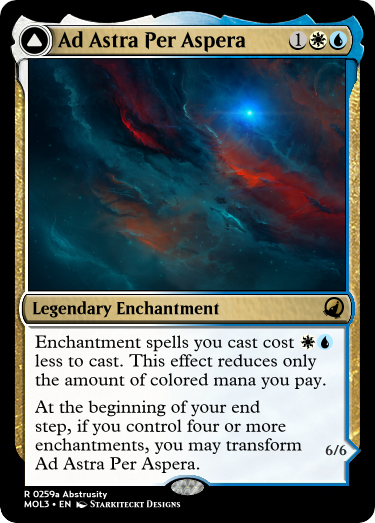 Ad Astra Per Aspera 1
Legendary Enchantment
Enchantment spells you cast cost
less to cast. This effect reduces only
the amount of colored mana you pay.
At the beginning of your end
step, if you control four or more
enchantments, you may transform
Ad Astra Per Aspera.
6/6
R 0259a Abstrusity
MOL3 • EN Starkiteckt Designs